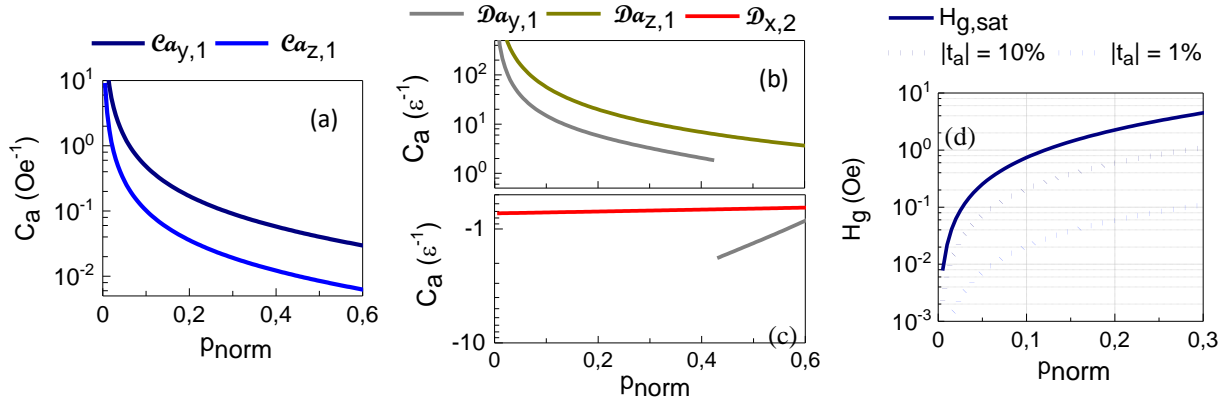 𝒞a_y,1 𝒞a_z,1
(a)
C_a (Oe^-1)
10^1
10^0
10^-1
10^-2
0 0,2 0,4 0,6
p_norm
𝒟a_y,1 𝒟a_z,1 𝒟_x,2
(b)
C_a (ε^-1)
10^2
10^1
10^0
C_a (ε^-1)
-1
-10
(c)
0 0,2 0,4 0,6
p_norm
H_g,sat
|t_a| = 10% |t_a| = 1%
(d)
H_g (Oe)
10^1
10^0
10^-1
10^-2
10^-3
0 0,1 0,2 0,3
p_norm